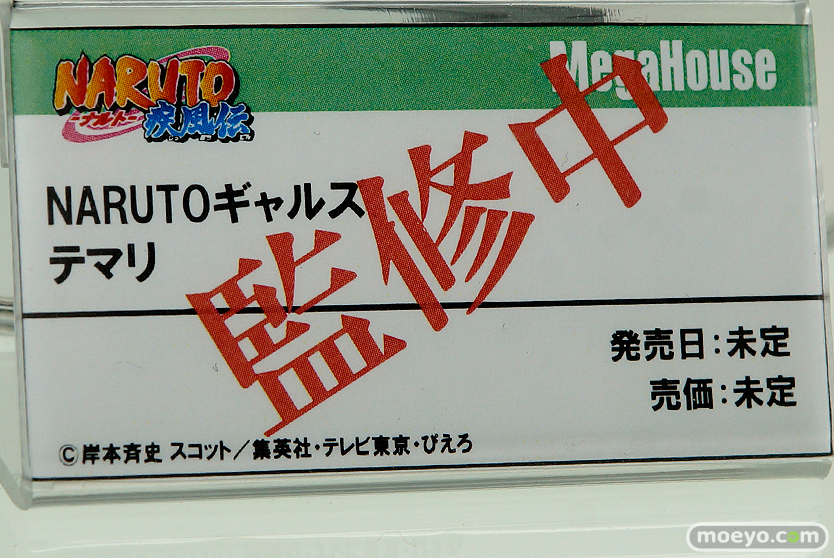 NARUTO
-ナルト-
疾風伝
MegaHouse
NARUTOギャルス
テマリ
監修中
発売日：未定
売価：未定
©岸本斉史 スコット／集英社・テレビ東京・ぴえろ
moeyo.com